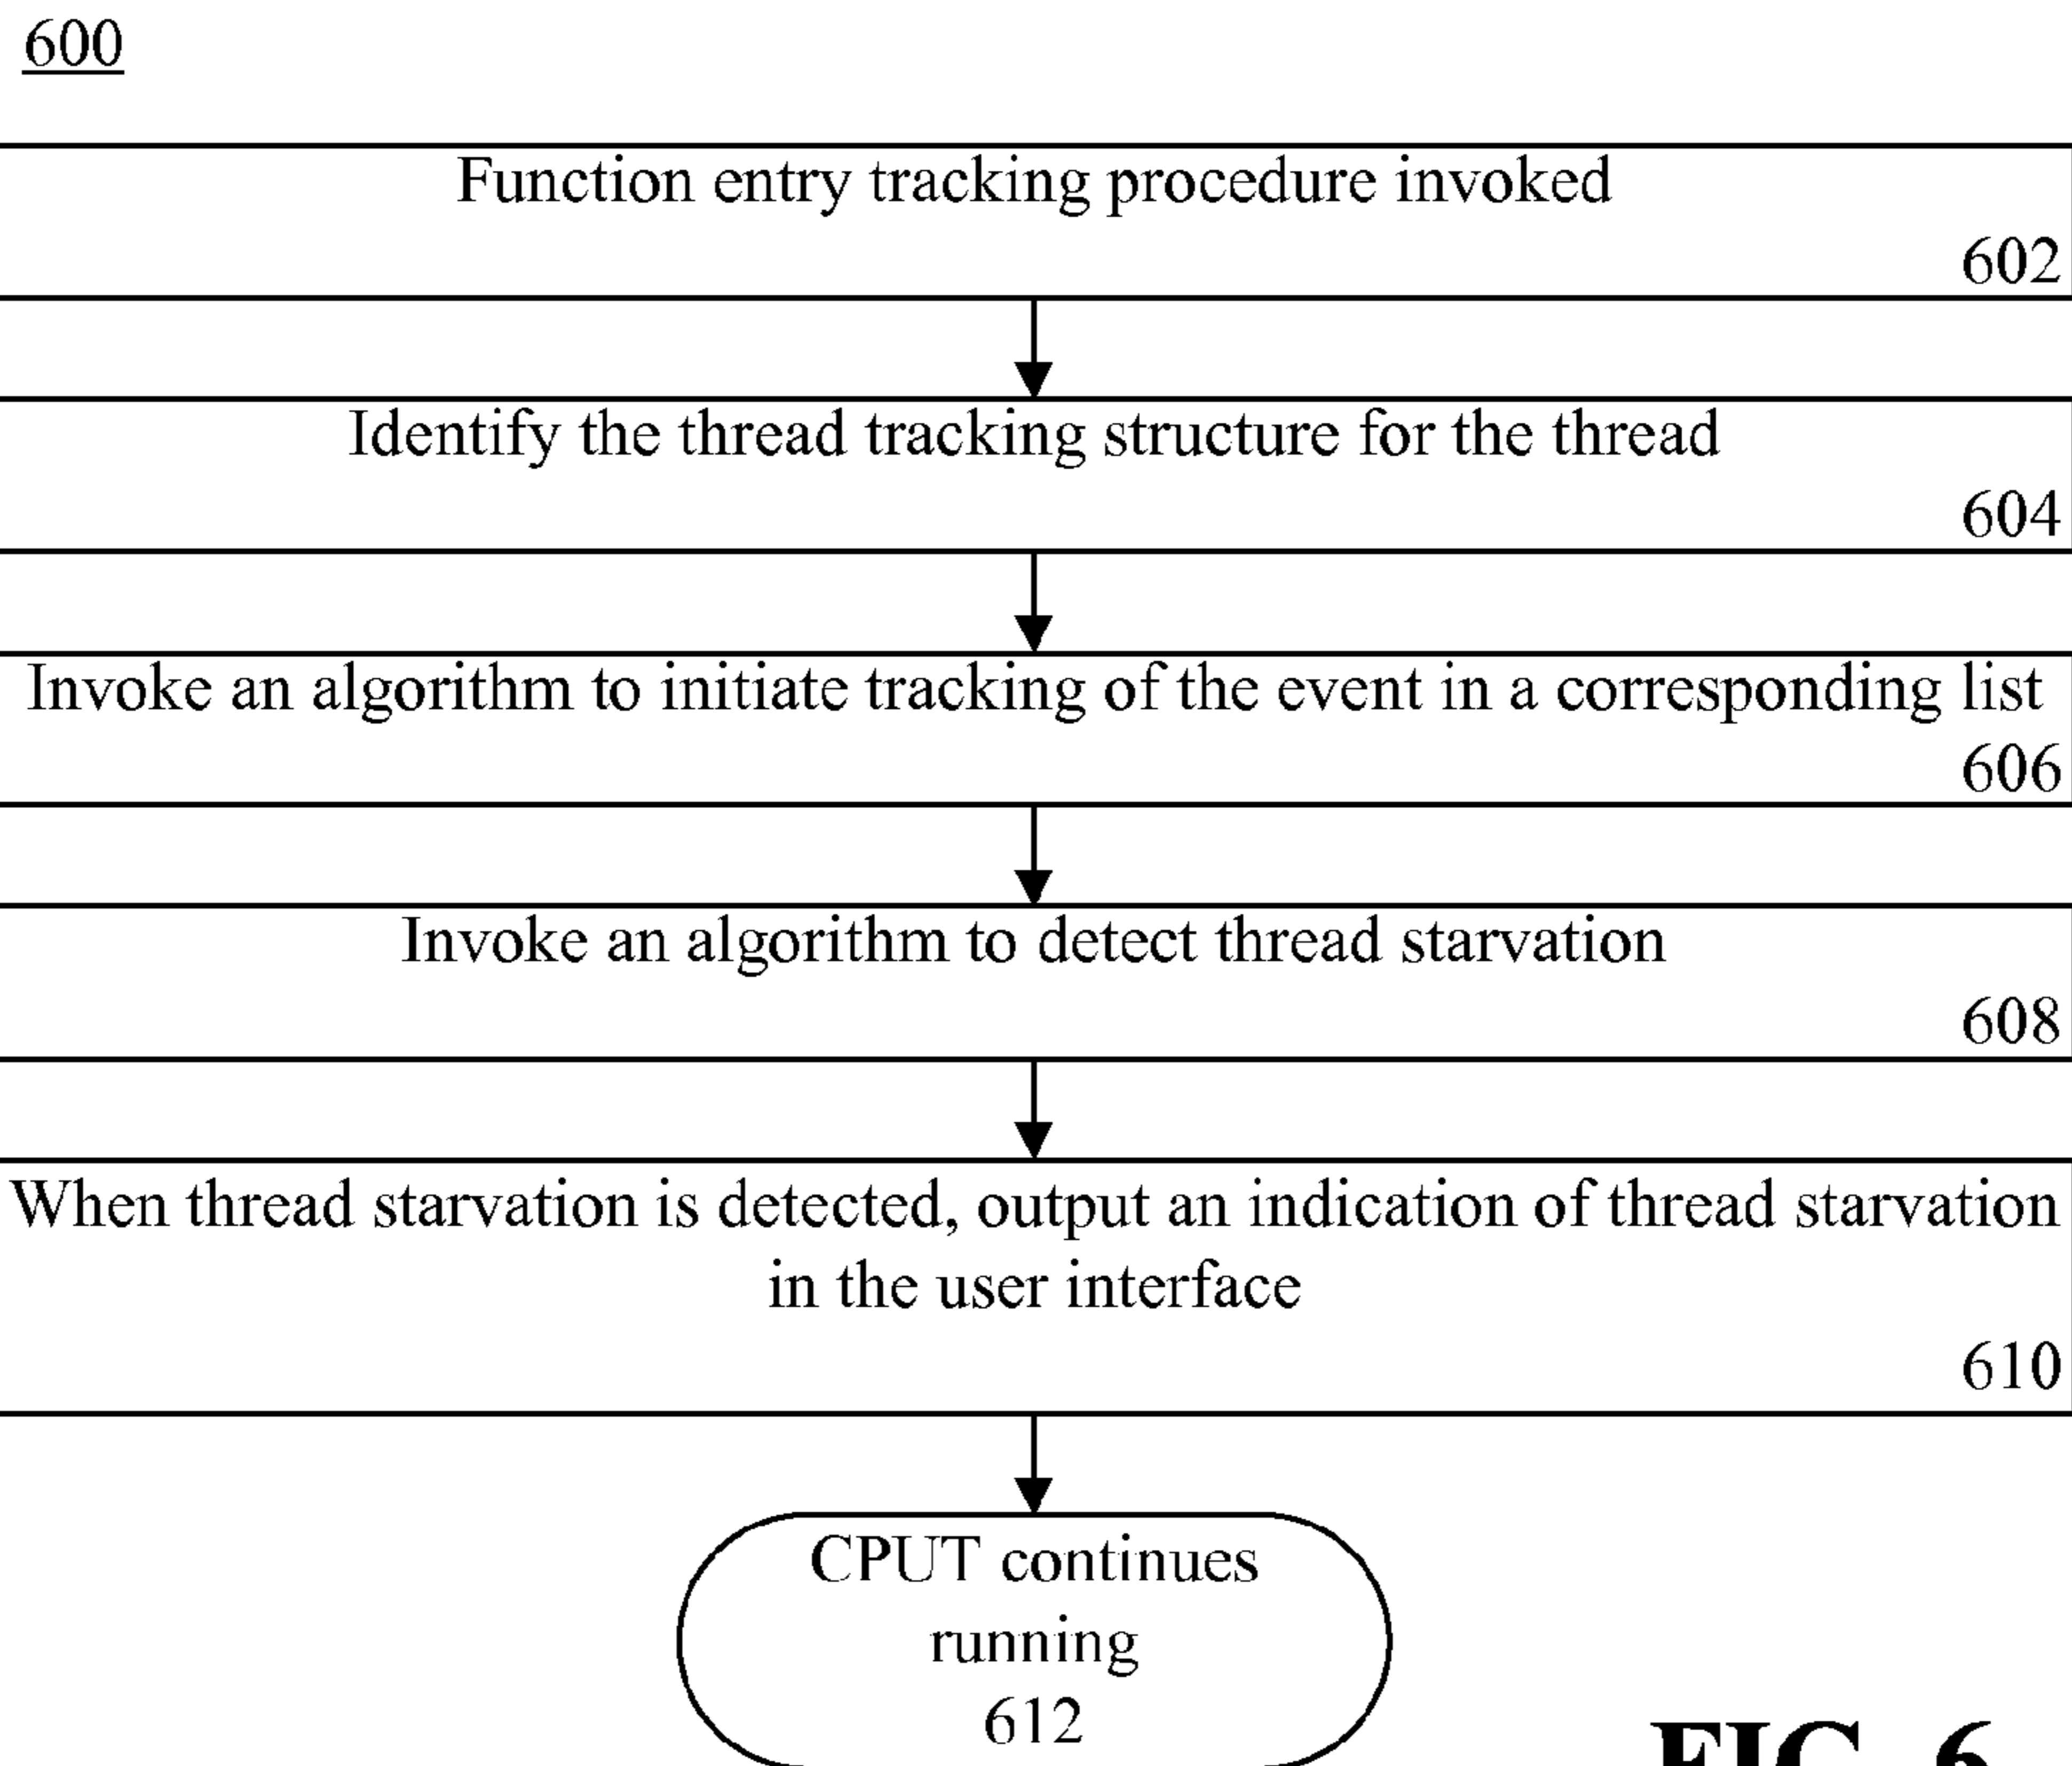 600
Function entry tracking procedure invoked
602
Identify the thread tracking structure for the thread
604
Invoke an algorithm to initiate tracking of the event in a corresponding list
606
Invoke an algorithm to detect thread starvation
608
When thread starvation is detected, output an indication of thread starvation
in the user interface
610
CPUT continues
running
612
FIG. 6